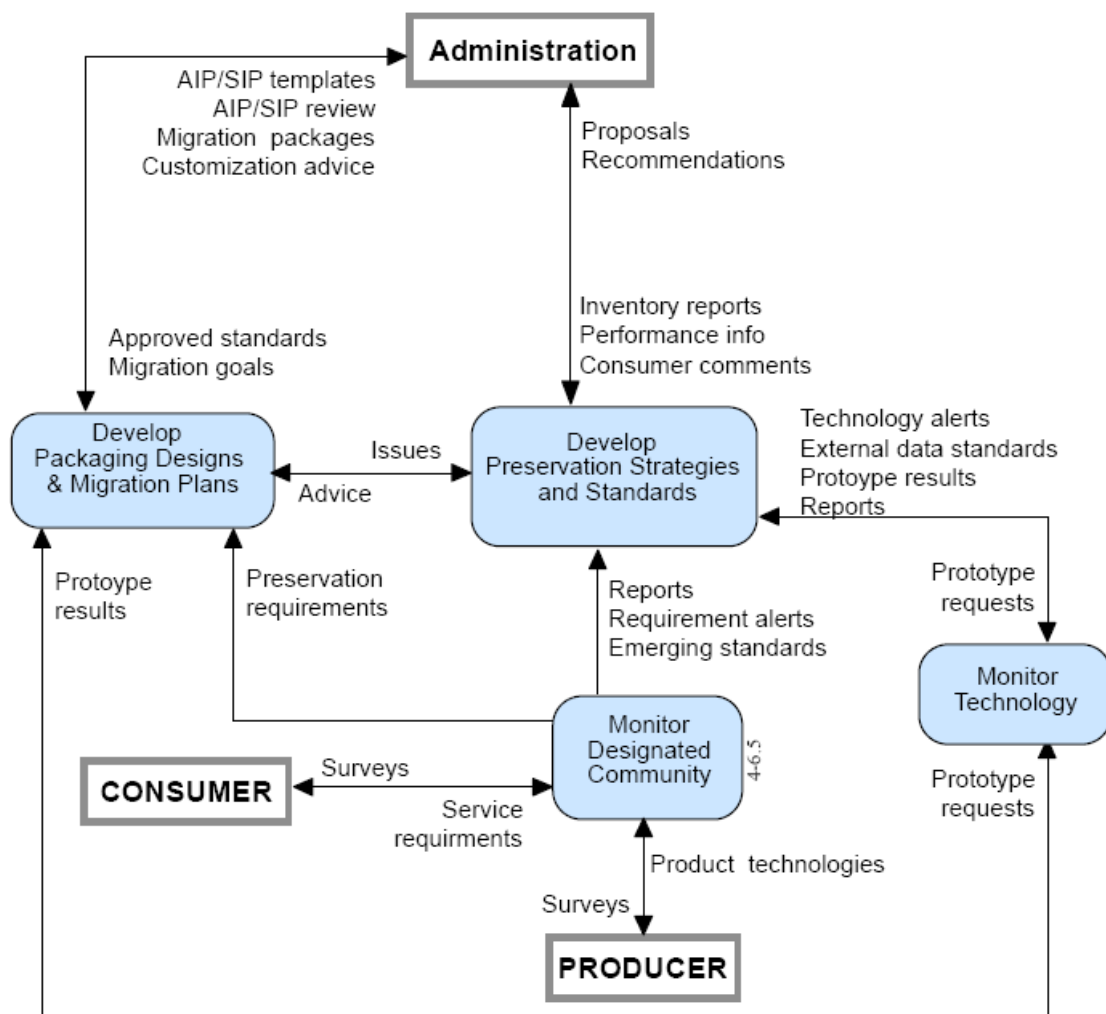 Administration
AIP/SIP templates
AIP/SIP review
Migration packages
Customization advice
Proposals
Recommendations
Inventory reports
Performance info
Consumer comments
Approved standards
Migration goals
Develop
Packaging Designs
& Migration Plans
Issues
Advice
Develop
Preservation Strategies
and Standards
Technology alerts
External data standards
Protoype results
Reports
Protoype
results
Preservation
requirements
Reports
Requirement alerts
Emerging standards
Prototype
requests
Monitor
Technology
Monitor
Designated
Community
4-6.5
Prototype
requests
CONSUMER
Surveys
Service
requirments
Product technologies
Surveys
PRODUCER